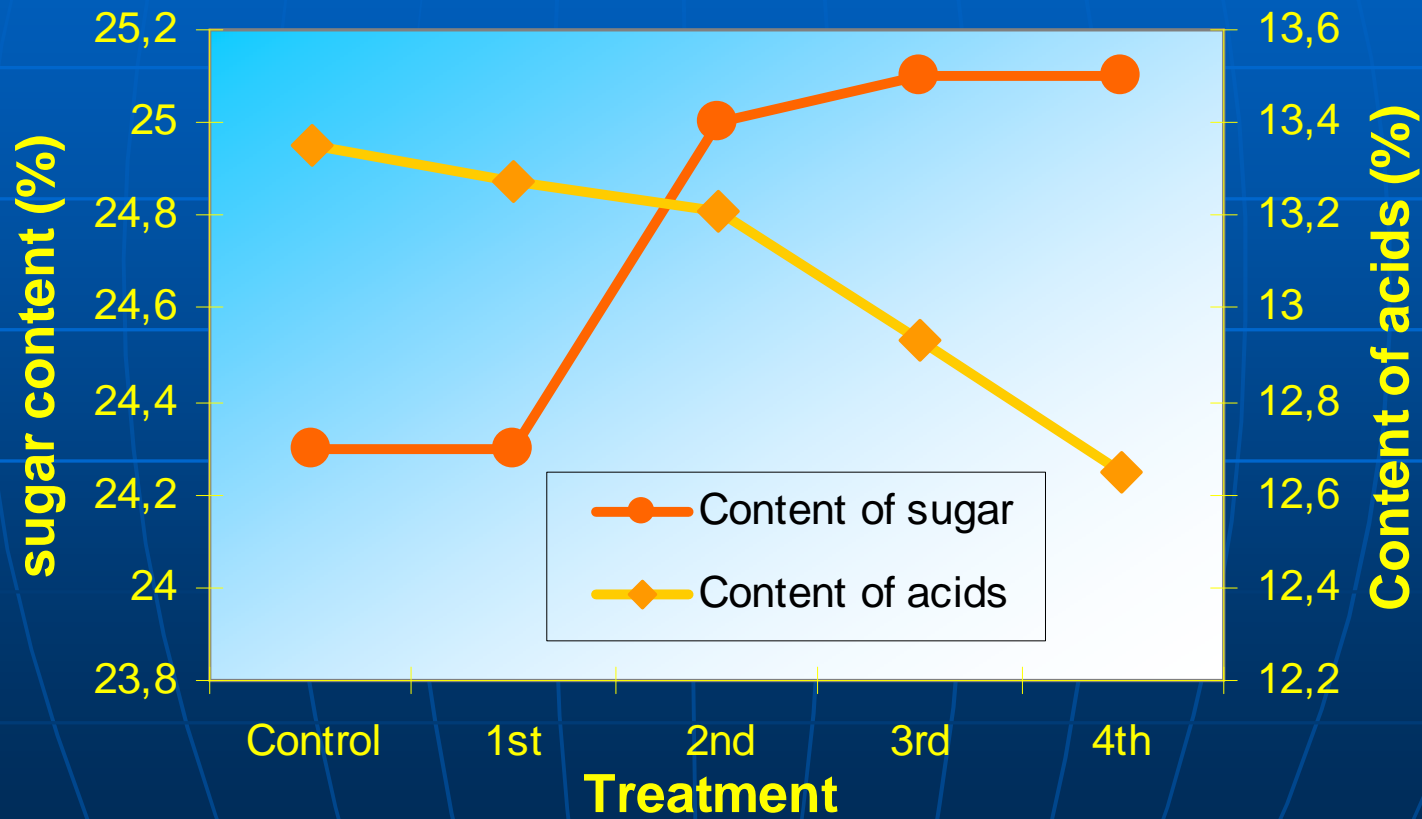 sugar content (%)
25,2
25
24,8
24,6
24,4
24,2
24
23,8
13,6
13,4
13,2
13
12,8
12,6
12,4
12,2
Content of acids (%)
Content of sugar
Content of acids
Control 1st 2nd 3rd 4th
Treatment